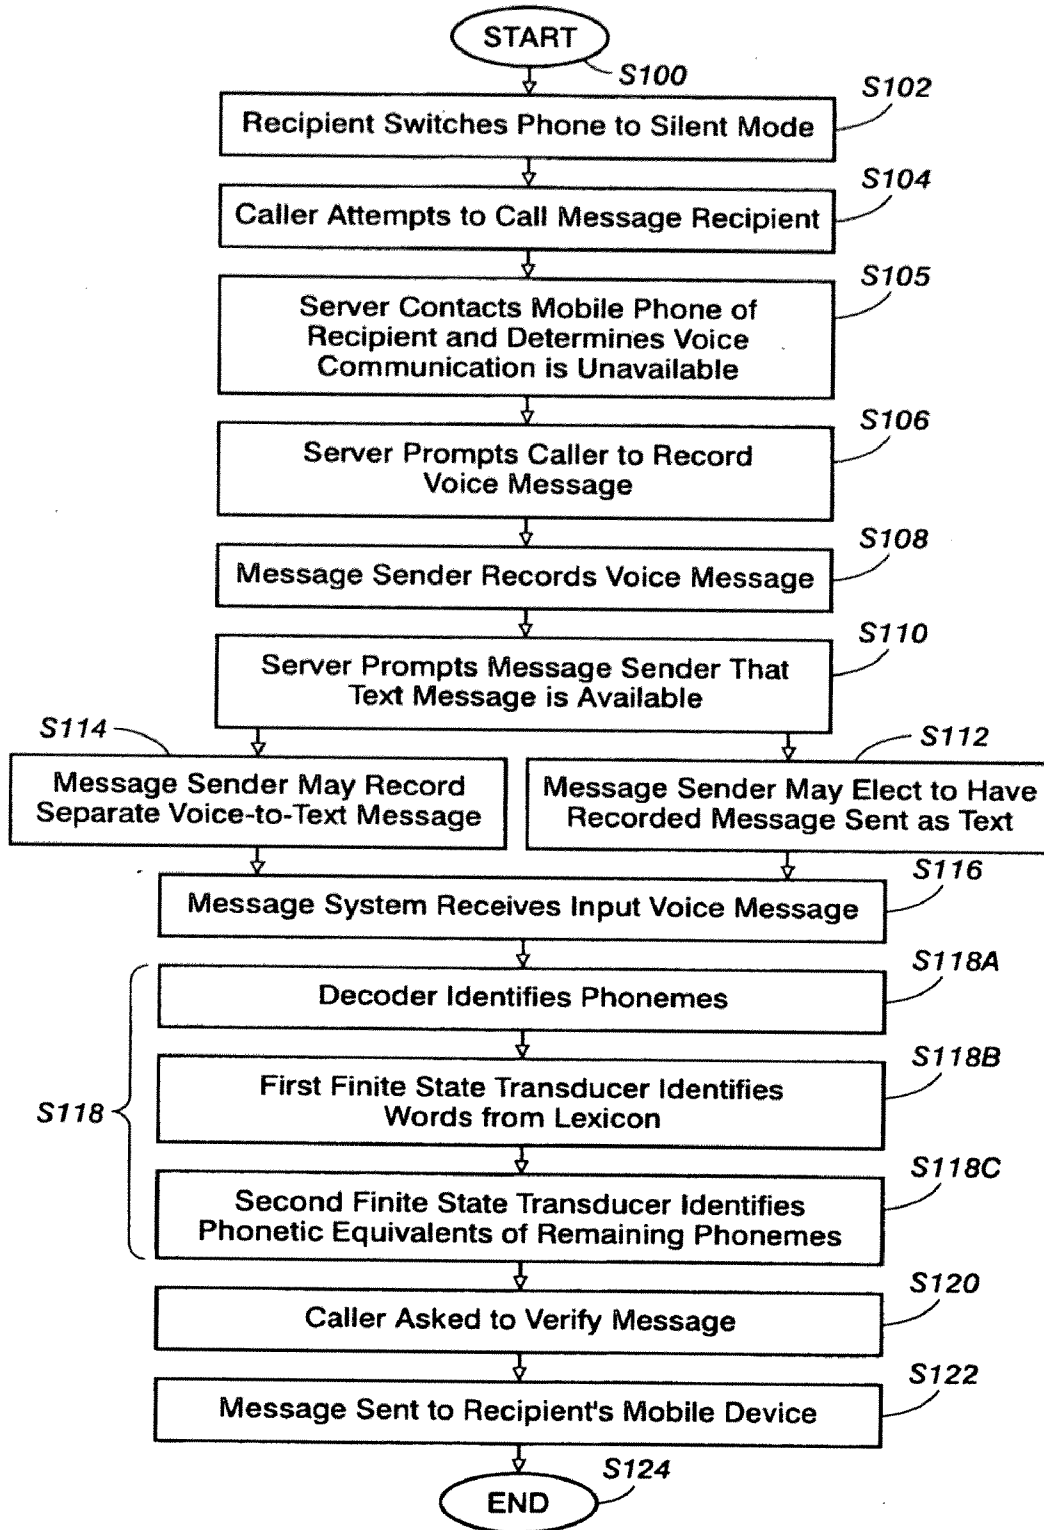 START
S100
S102
Recipient Switches Phone to Silent Mode
S104
Caller Attempts to Call Message Recipient
S105
Server Contacts Mobile Phone of
Recipient and Determines Voice
Communication is Unavailable
S106
Server Prompts Caller to Record
Voice Message
S108
Message Sender Records Voice Message
S110
Server Prompts Message Sender That
Text Message is Available
S114
Message Sender May Record
Separate Voice-to-Text Message
S112
Message Sender May Elect to Have
Recorded Message Sent as Text
S116
Message System Receives Input Voice Message
S118
S118A
Decoder Identifies Phonemes
S118B
First Finite State Transducer Identifies
Words from Lexicon
S118C
Second Finite State Transducer Identifies
Phonetic Equivalents of Remaining Phonemes
S120
Caller Asked to Verify Message
S122
Message Sent to Recipient's Mobile Device
S124
END